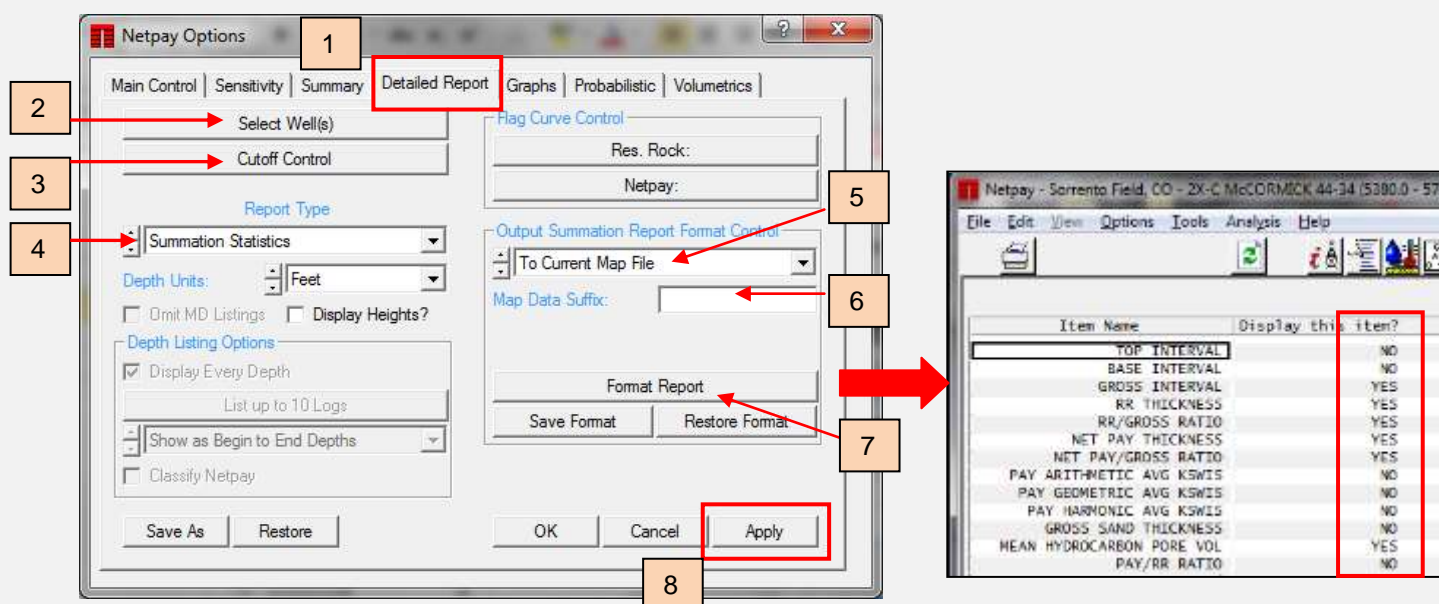 Netpay Options
1
Main Control Sensitivity Summary Detailed Report Graphs Probabilistic Volumetrics
2
Select Well(s)
3
Cutoff Control
Report Type
4
Summation Statistics
Depth Units: Feet
Omit MD Listings Display Heights?
Depth Listing Options
Display Every Depth
List up to 10 Logs
Show as Begin to End Depths
Classify Netpay
Save As Restore
Flag Curve Control
Res. Rock:
Netpay:
5
Output Summation Report Format Control
To Current Map File
6
Map Data Suffix:
Format Report
Save Format Restore Format
7
OK Cancel Apply
8
Netpay - Sorrento Field, CO - 2X-C McCORMICK 44-34 (5380.0 - 57
File Edit View Options Tools Analysis Help
Item Name Display this item?
TOP INTERVAL NO
BASE INTERVAL NO
GROSS INTERVAL YES
RR THICKNESS YES
RR/GROSS RATIO YES
NET PAY THICKNESS YES
NET PAY/GROSS RATIO YES
PAY ARITHMETIC AVG KSWIS NO
PAY GEOMETRIC AVG KSWIS NO
PAY HARMONIC AVG KSWIS NO
GROSS SAND THICKNESS NO
MEAN HYDROCARBON PORE VOL YES
PAY/RR RATIO NO